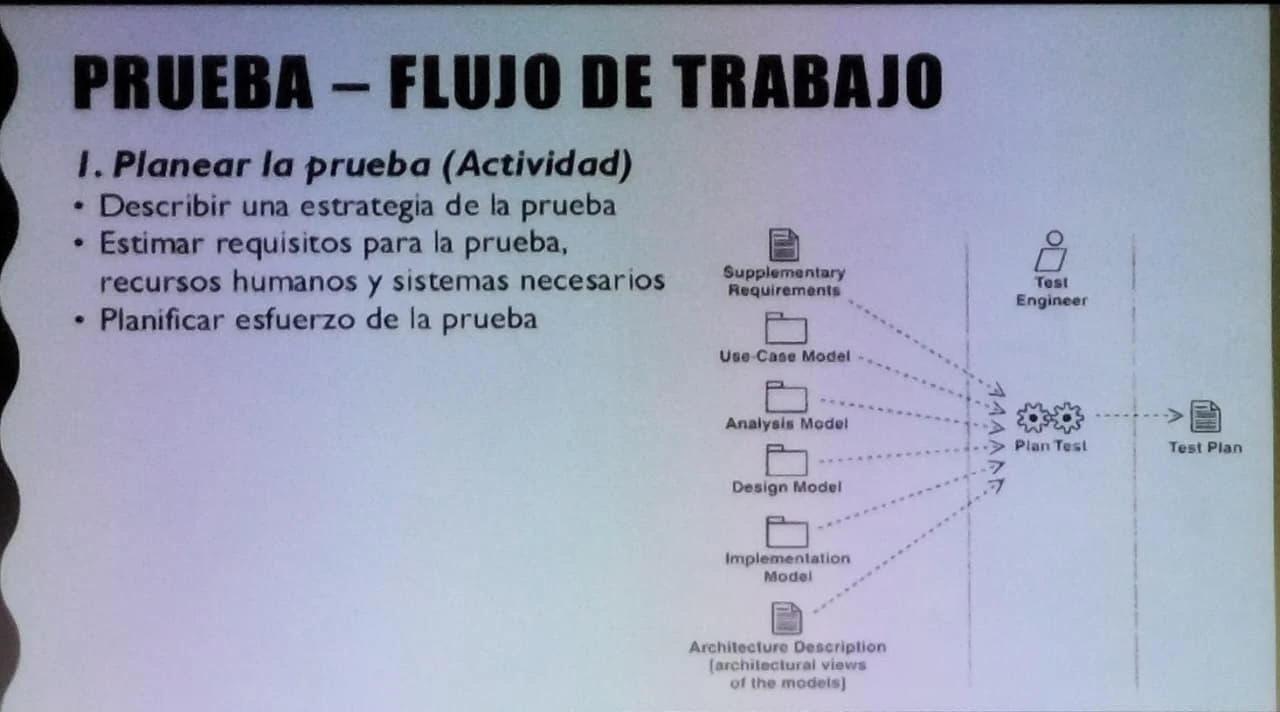 PRUEBA – FLUJO DE TRABAJO
1. Planear la prueba (Actividad)
• Describir una estrategia de la prueba
• Estimar requisitos para la prueba,
recursos humanos y sistemas necesarios
• Planificar esfuerzo de la prueba
Supplementary
Requirements
Use-Case Model
Analysis Model
Design Model
Implementation
Model
Architecture Description
[architectural views
of the models]
Test
Engineer
Plan Test
Test Plan